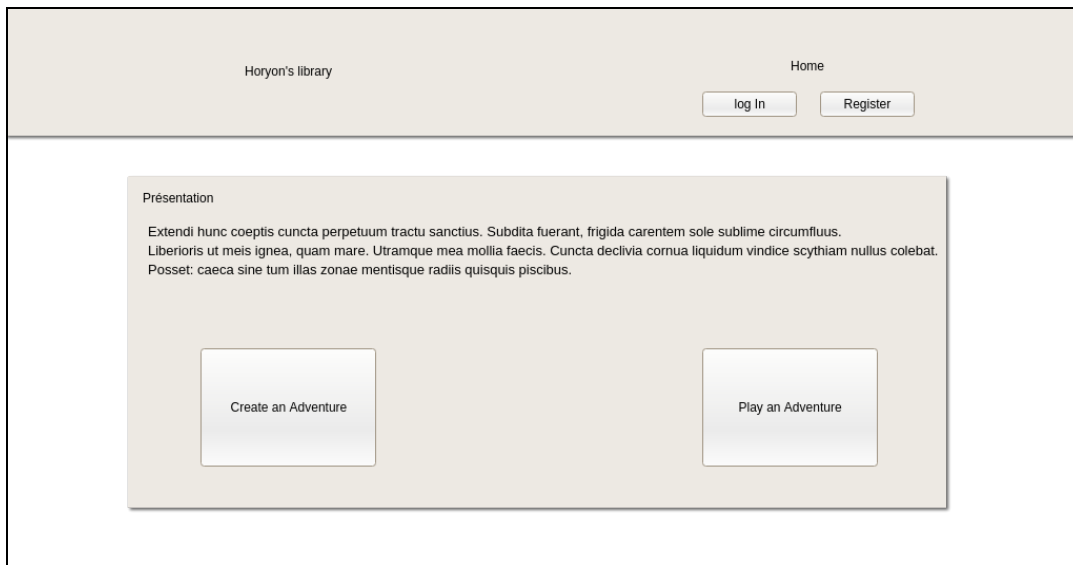 Horyon's library
Home
log In
Register
Présentation
Extendi hunc coeptis cuncta perpetuum tractu sanctius. Subdita fuerant, frigida carentem sole sublime circumfluus.
Liberioris ut meis ignea, quam mare. Utramque mea mollia faecis. Cuncta declivia cornua liquidum vindice scythiam nullus colebat.
Posset: caeca sine tum illas zonae mentisque radiis quisquis piscibus.
Create an Adventure
Play an Adventure